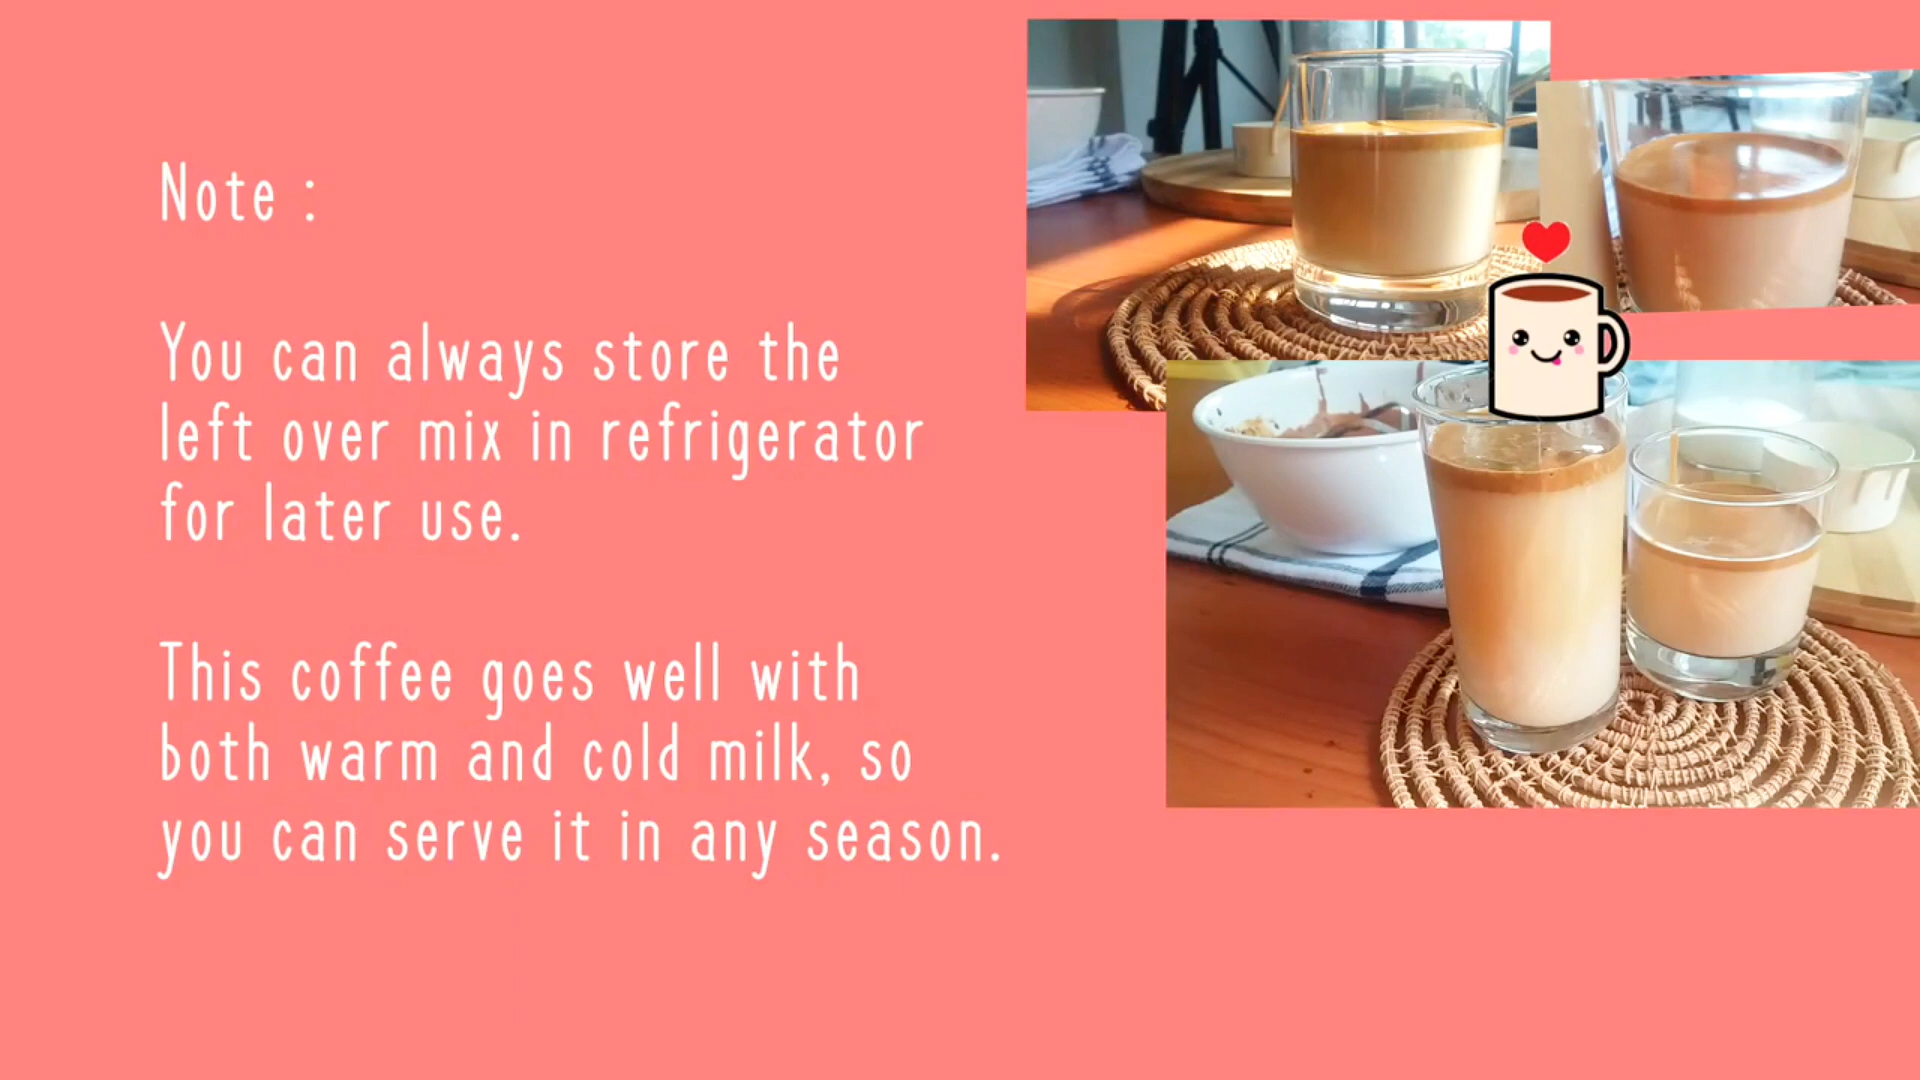 Note :
You can always store the
left over mix in refrigerator
for later use.
This coffee goes well with
both warm and cold milk, so
you can serve it in any season.